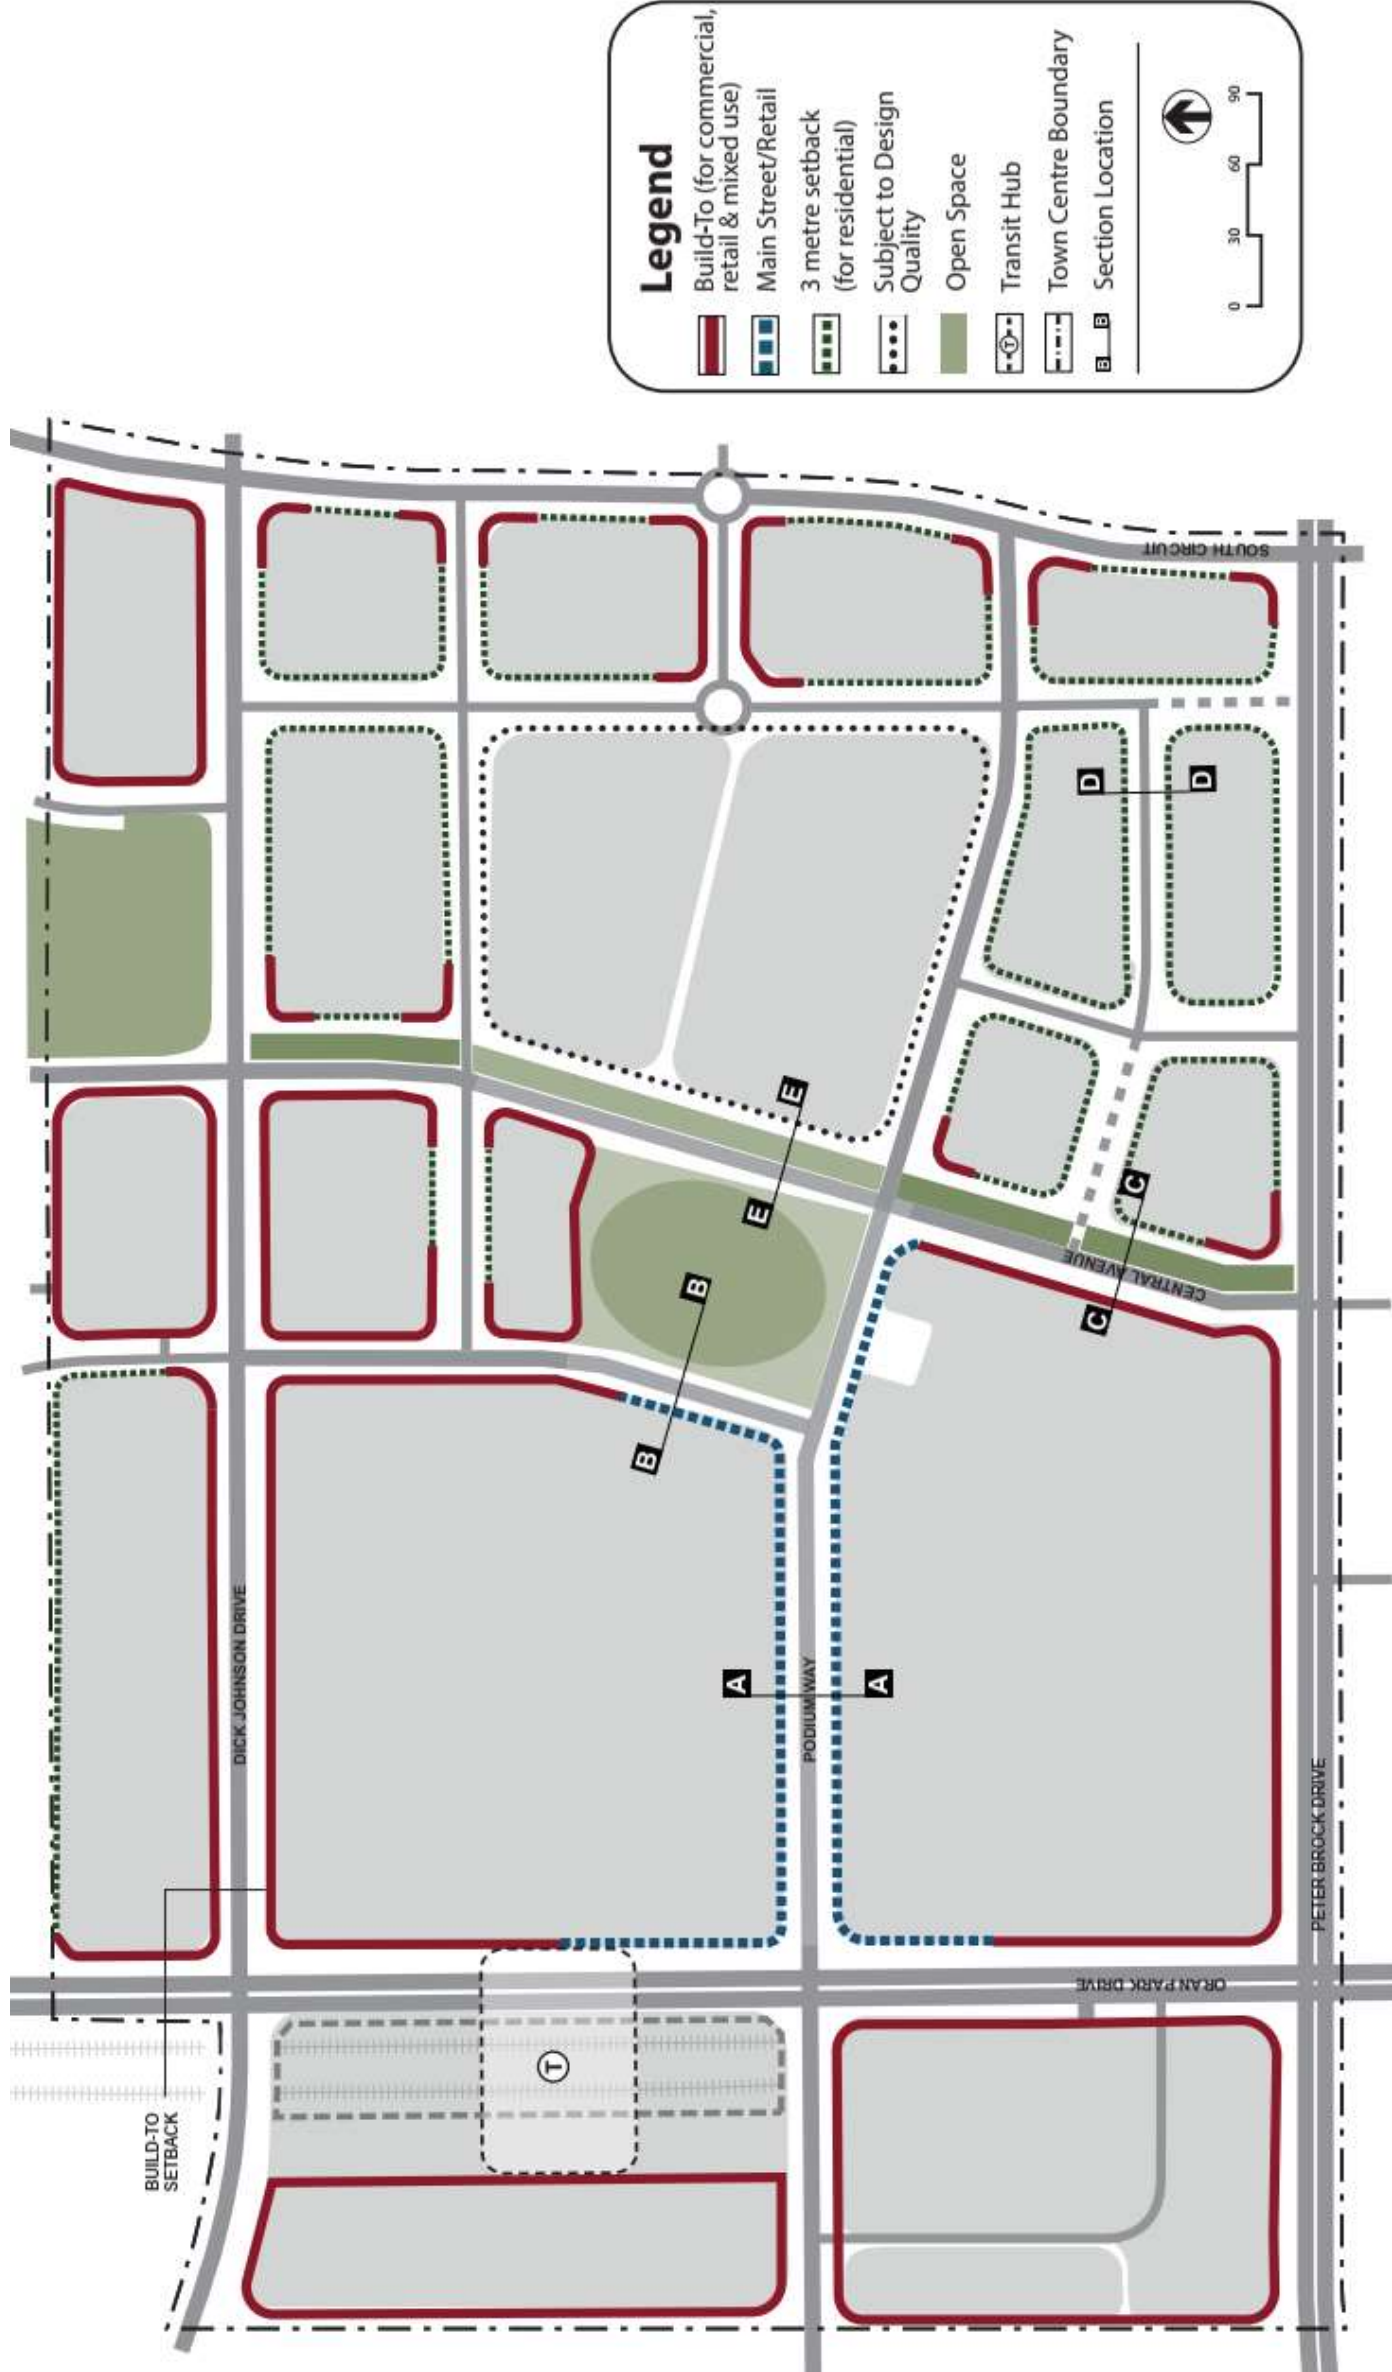 Legend
Build-To (for commercial,
retail & mixed use)
Main Street/Retail
3 metre setback
(for residential)
Subject to Design
Quality
Open Space
T
Transit Hub
Town Centre Boundary
B B
Section Location
0 30 60 90
BUILD-TO
SETBACK
DICK JOHNSON DRIVE
PODIUM WAY
PETER BROCK DRIVE
ORAN PARK DRIVE
CENTRAL AVENUE
SOUTH CIRCUIT
T
A
A
B
B
C
C
D
D
E
E